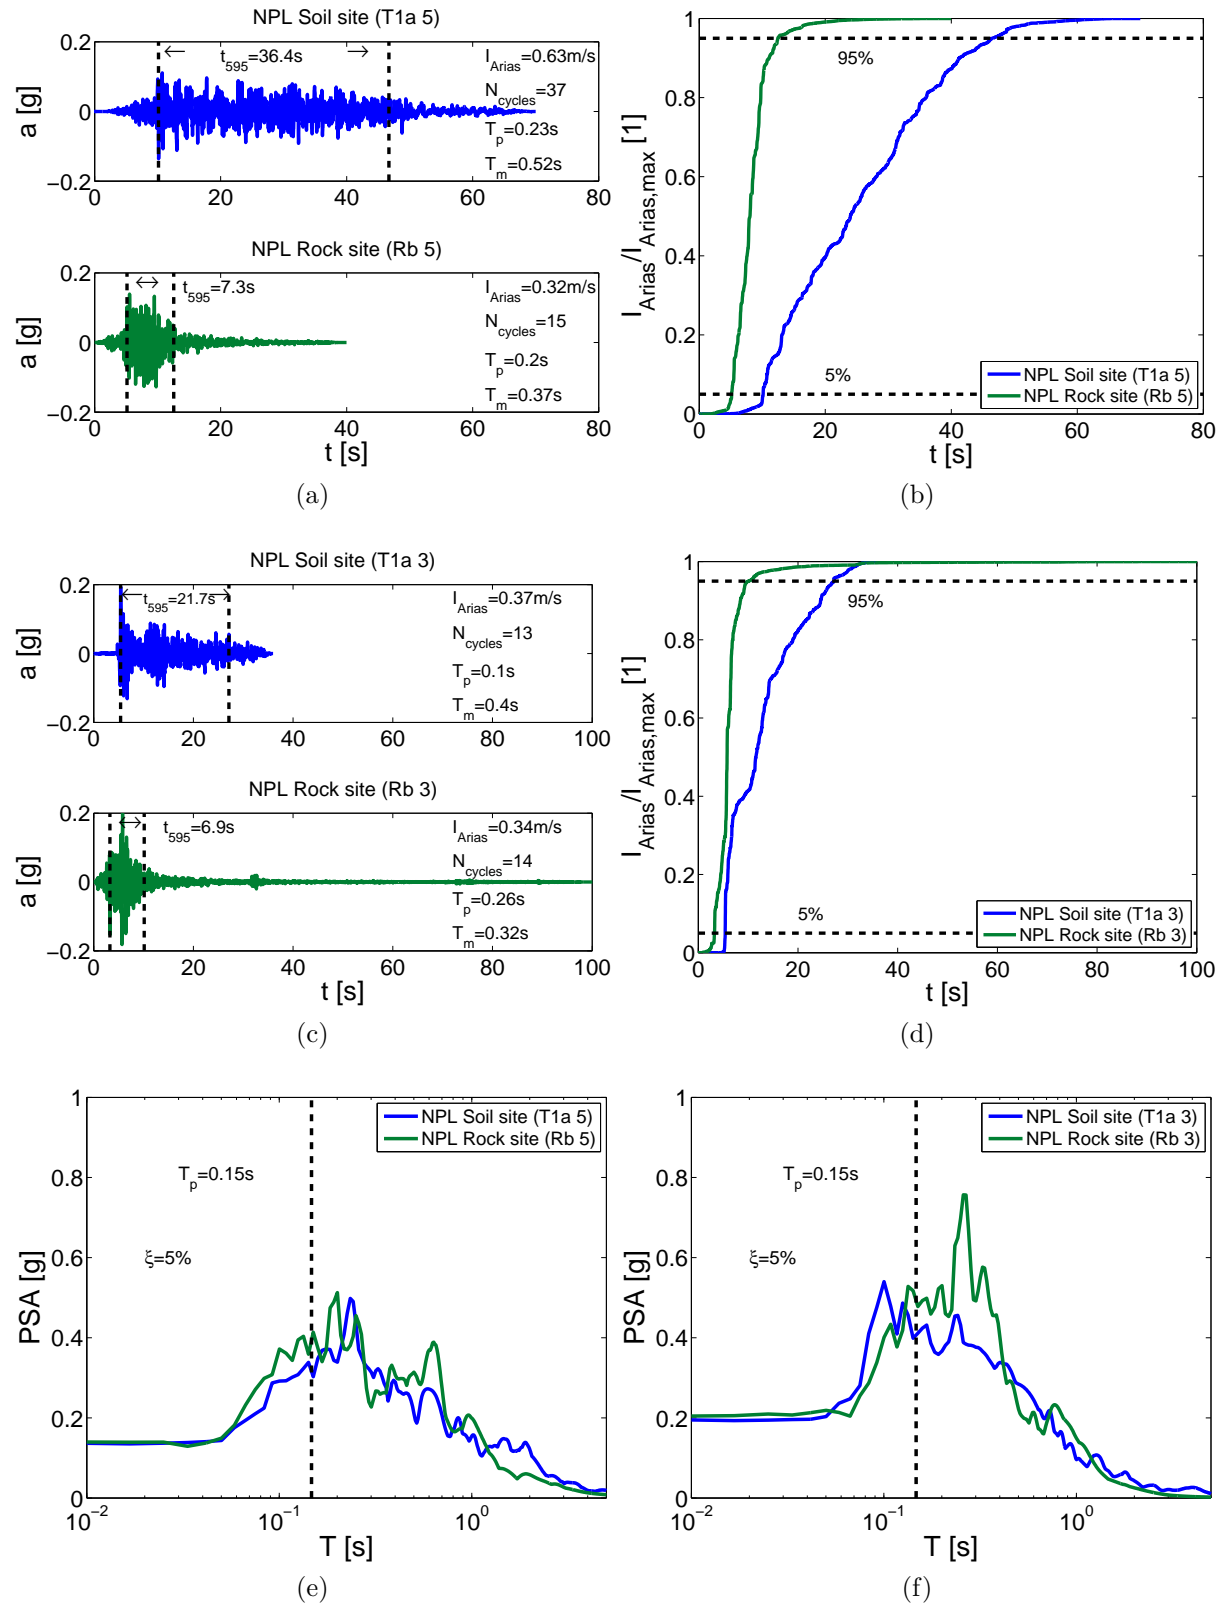 NPL Soil site (T1a 5)
0.2
0
−0.2
a [g]
t595=36.4s
IArias=0.63m/s
Ncycles=37
Tp=0.23s
Tm=0.52s
0 20 40 60 80
NPL Rock site (Rb 5)
0.2
0
−0.2
a [g]
t595=7.3s
IArias=0.32m/s
Ncycles=15
Tp=0.2s
Tm=0.37s
0 20 40 60 80
t [s]
(a)
1
0.8
0.6
0.4
0.2
0
IArias/IArias,max [1]
95%
5%
NPL Soil site (T1a 5)
NPL Rock site (Rb 5)
0 20 40 60 80
t [s]
(b)
NPL Soil site (T1a 3)
0.2
0
−0.2
a [g]
t595=21.7s
IArias=0.37m/s
Ncycles=13
Tp=0.1s
Tm=0.4s
0 20 40 60 80 100
NPL Rock site (Rb 3)
0.2
0
−0.2
a [g]
t595=6.9s
IArias=0.34m/s
Ncycles=14
Tp=0.26s
Tm=0.32s
0 20 40 60 80 100
t [s]
(c)
1
0.8
0.6
0.4
0.2
0
IArias/IArias,max [1]
95%
5%
NPL Soil site (T1a 3)
NPL Rock site (Rb 3)
0 20 40 60 80 100
t [s]
(d)
1
0.8
0.6
0.4
0.2
0
PSA [g]
NPL Soil site (T1a 5)
NPL Rock site (Rb 5)
Tp=0.15s
ξ=5%
10−2 10−1 100
T [s]
(e)
1
0.8
0.6
0.4
0.2
0
PSA [g]
NPL Soil site (T1a 3)
NPL Rock site (Rb 3)
Tp=0.15s
ξ=5%
10−2 10−1 100
T [s]
(f)